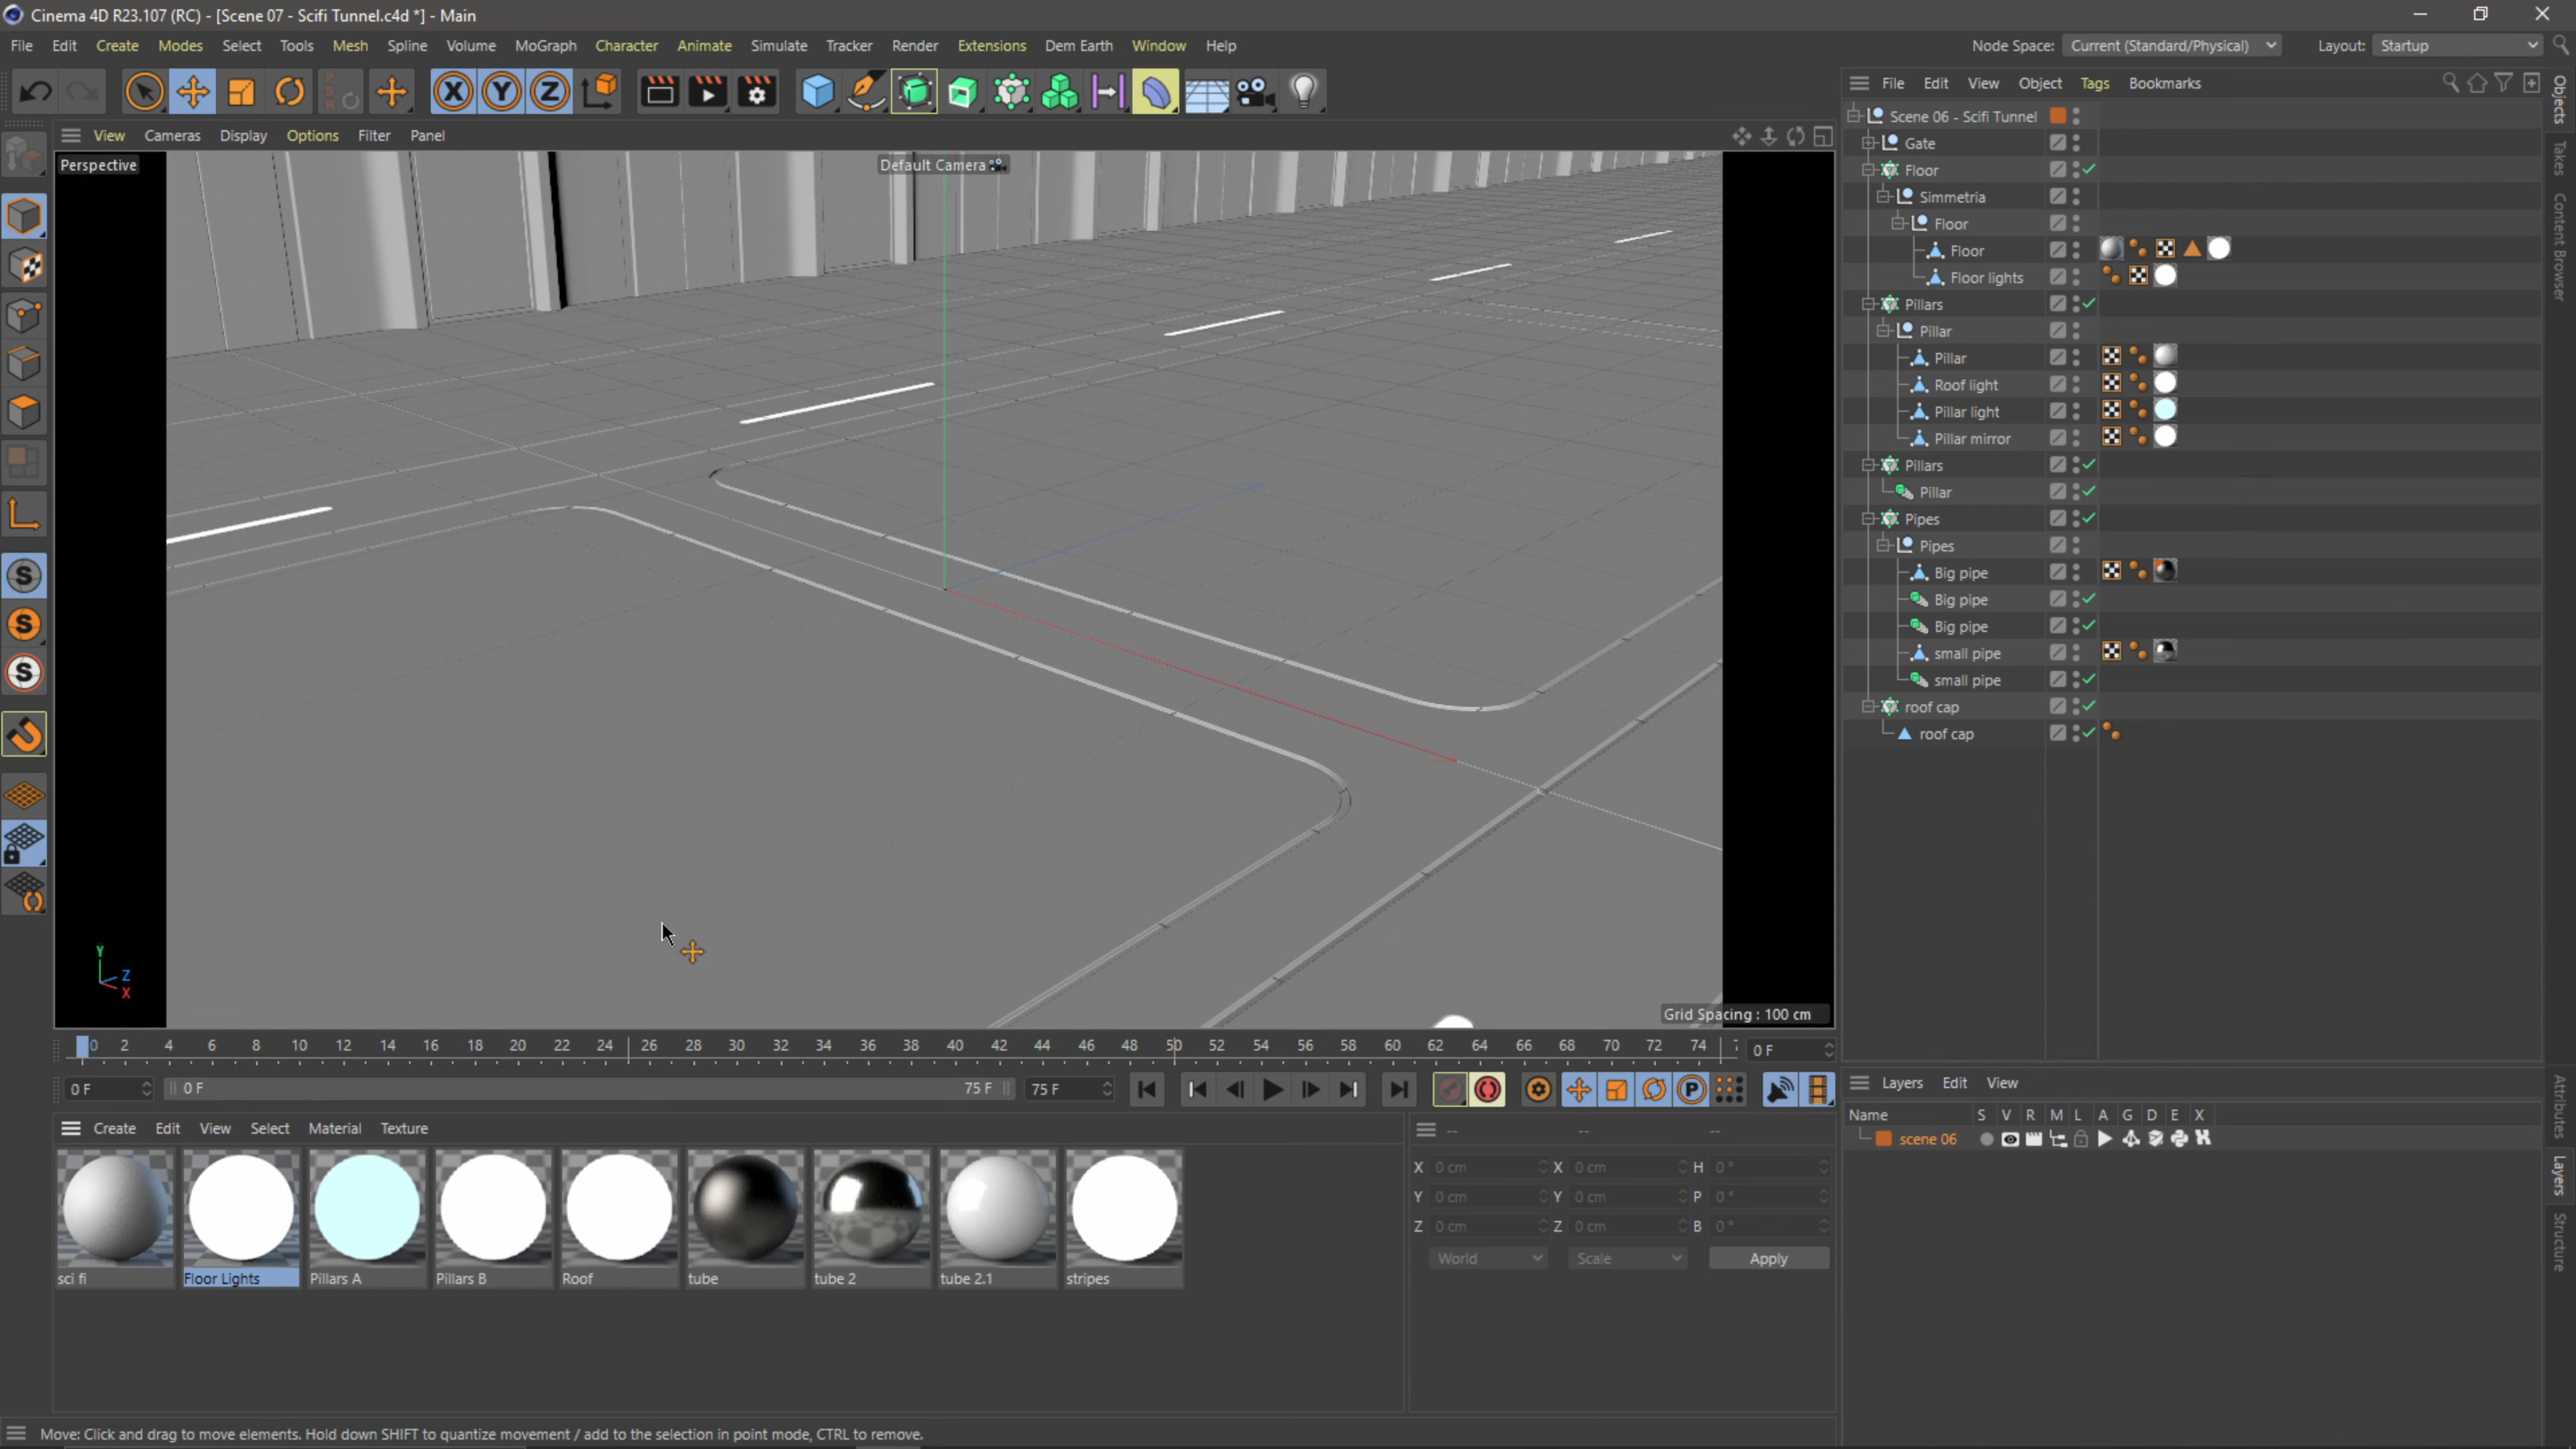 Cinema 4D R23.107 (RC) - [Scene 07 - Scifi Tunnel.c4d *] - Main
File Edit Create Modes Select Tools Mesh Spline Volume MoGraph Character Animate Simulate Tracker Render Extensions Dem Earth Window Help
Node Space: Current (Standard/Physical) Layout: Startup
View Cameras Display Options Filter Panel
Perspective
Default Camera
Grid Spacing : 100 cm
Y
Z
X
File Edit View Object Tags Bookmarks
Scene 06 - Scifi Tunnel
Gate
Floor
Simmetria
Floor
Floor
Floor lights
Pillars
Pillar
Pillar
Roof light
Pillar light
Pillar mirror
Pillars
Pillar
Pipes
Pipes
Big pipe
Big pipe
Big pipe
small pipe
small pipe
roof cap
roof cap
Objects
Takes
Content Browser
0 2 4 6 8 10 12 14 16 18 20 22 24 26 28 30 32 34 36 38 40 42 44 46 48 50 52 54 56 58 60 62 64 66 68 70 72 74 0 F
0 F 0 F 75 F 75 F
Create Edit View Select Material Texture
sci fi Floor Lights Pillars A Pillars B Roof tube tube 2 tube 2.1 stripes
-- -- --
X 0 cm X 0 cm H 0 °
Y 0 cm Y 0 cm P 0 °
Z 0 cm Z 0 cm B 0 °
World Scale Apply
Layers Edit View
Name S V R M L A G D E X
scene 06
Attributes
Layers
Structure
Move: Click and drag to move elements. Hold down SHIFT to quantize movement / add to the selection in point mode, CTRL to remove.